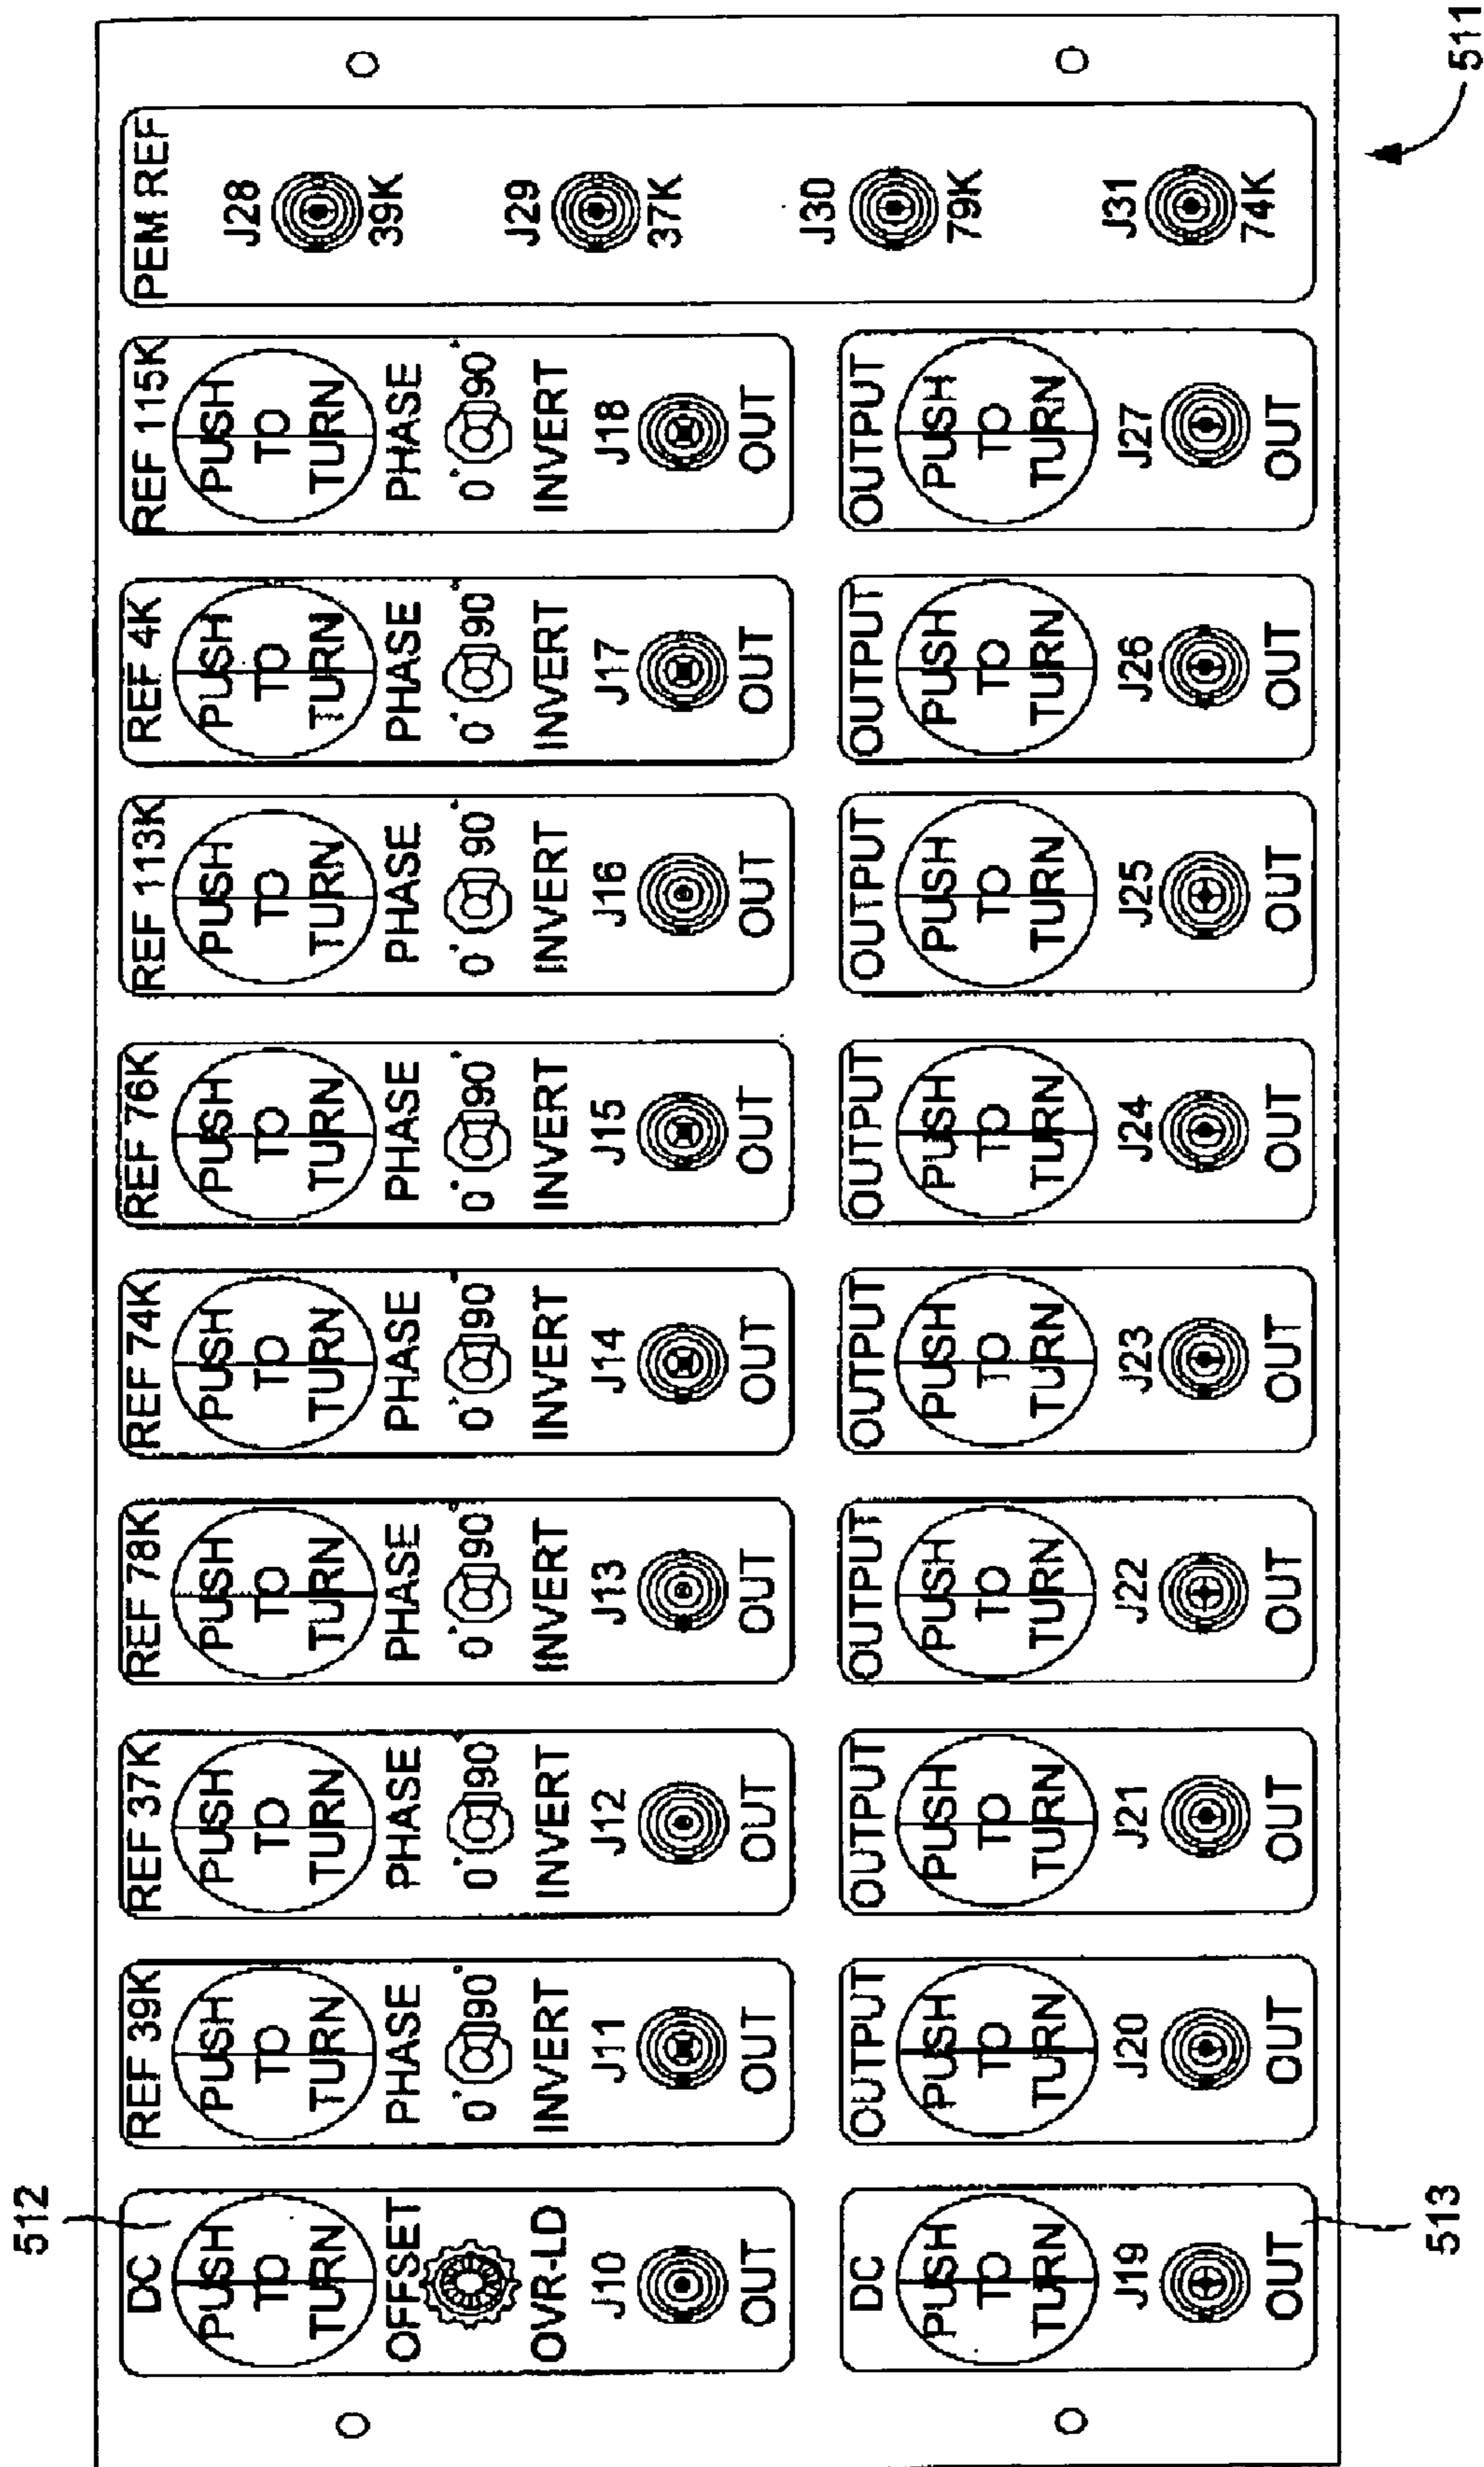 512
DC
PUSH
TO
TURN
OFFSET
OVR-LD
J10
OUT
REF 39K
PUSH
TO
TURN
PHASE
0° 90°
INVERT
J11
OUT
REF 37K
PUSH
TO
TURN
PHASE
0° 90°
INVERT
J12
OUT
REF 78K
PUSH
TO
TURN
PHASE
0° 90°
INVERT
J13
OUT
REF 74K
PUSH
TO
TURN
PHASE
0° 90°
INVERT
J14
OUT
REF 76K
PUSH
TO
TURN
PHASE
0° 90°
INVERT
J15
OUT
REF 113K
PUSH
TO
TURN
PHASE
0° 90°
INVERT
J16
OUT
REF 4K
PUSH
TO
TURN
PHASE
0° 90°
INVERT
J17
OUT
REF 115K
PUSH
TO
TURN
PHASE
0° 90°
INVERT
J18
OUT
PEM REF
J28
39K
J29
37K
J30
79K
J31
74K
DC
PUSH
TO
TURN
J19
OUT
OUTPUT
PUSH
TO
TURN
J20
OUT
OUTPUT
PUSH
TO
TURN
J21
OUT
OUTPUT
PUSH
TO
TURN
J22
OUT
OUTPUT
PUSH
TO
TURN
J23
OUT
OUTPUT
PUSH
TO
TURN
J24
OUT
OUTPUT
PUSH
TO
TURN
J25
OUT
OUTPUT
PUSH
TO
TURN
J26
OUT
OUTPUT
PUSH
TO
TURN
J27
OUT
513
511